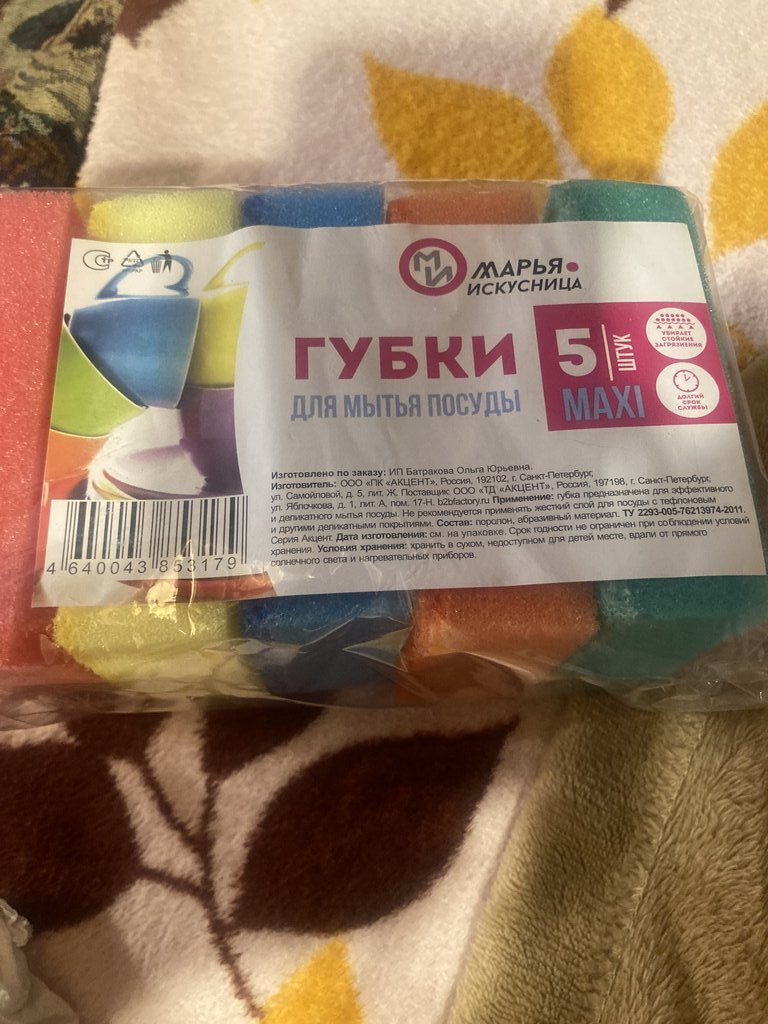 МИ
МАРЬЯ
ИСКУСНИЦА
ГУБКИ
ДЛЯ МЫТЬЯ ПОСУДЫ
5 ШТУК
MAXI
УБИРАЕТ
СТОЙКИЕ
ЗАГРЯЗНЕНИЯ
ДОЛГИЙ
СРОК
СЛУЖБЫ
Изготовлено по заказу: ИП Батракова Ольга Юрьевна.
Изготовитель: ООО «ПК «АКЦЕНТ», Россия, 192102, г. Санкт-Петербург,
ул. Самойловой, д. 5, лит. Ж. Поставщик: ООО «ТД «АКЦЕНТ», Россия, 197198, г. Санкт-Петербург,
ул. Яблочкова, д. 1, лит. А, пом. 17-Н. b2bfactory.ru Применение: губка предназначена для эффективного
и деликатного мытья посуды. Не рекомендуется применять жесткий слой для посуды с тефлоновым
и другими деликатными покрытиями. Состав: поролон, абразивный материал. ТУ 2293-005-76213974-2011.
Серия Акцент. Дата изготовления: см. на упаковке. Срок годности не ограничен при соблюдении условий
хранения. Условия хранения: хранить в сухом, недоступном для детей месте, вдали от прямого
солнечного света и нагревательных приборов.
4 640043 853179